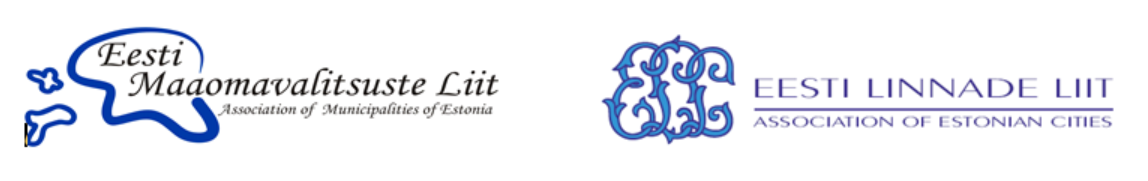 Eesti
Maaomavalitsuste Liit
Association of Municipalities of Estonia
EESTI LINNADE LIIT
ASSOCIATION OF ESTONIAN CITIES